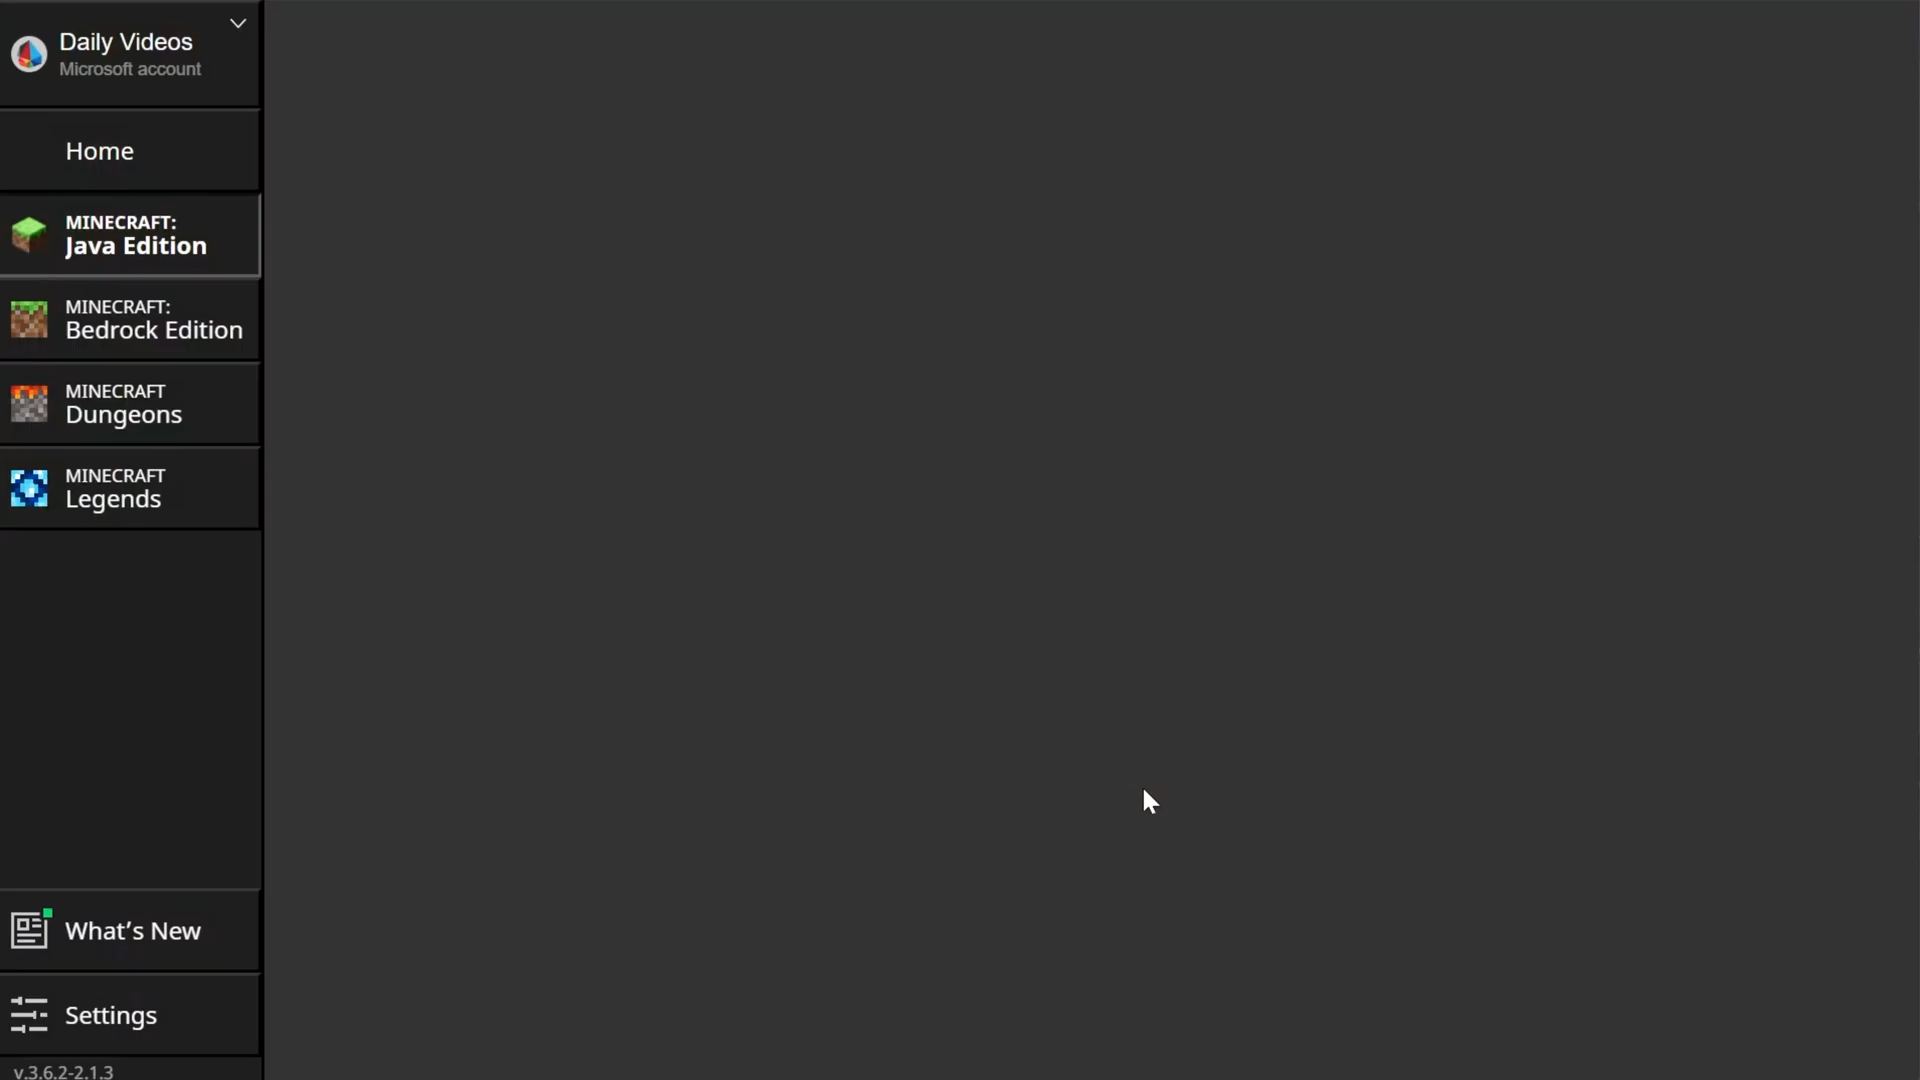 Daily Videos
Microsoft account
Home
MINECRAFT:
Java Edition
MINECRAFT:
Bedrock Edition
MINECRAFT
Dungeons
MINECRAFT
Legends
What’s New
Settings
v.3.6.2-2.1.3